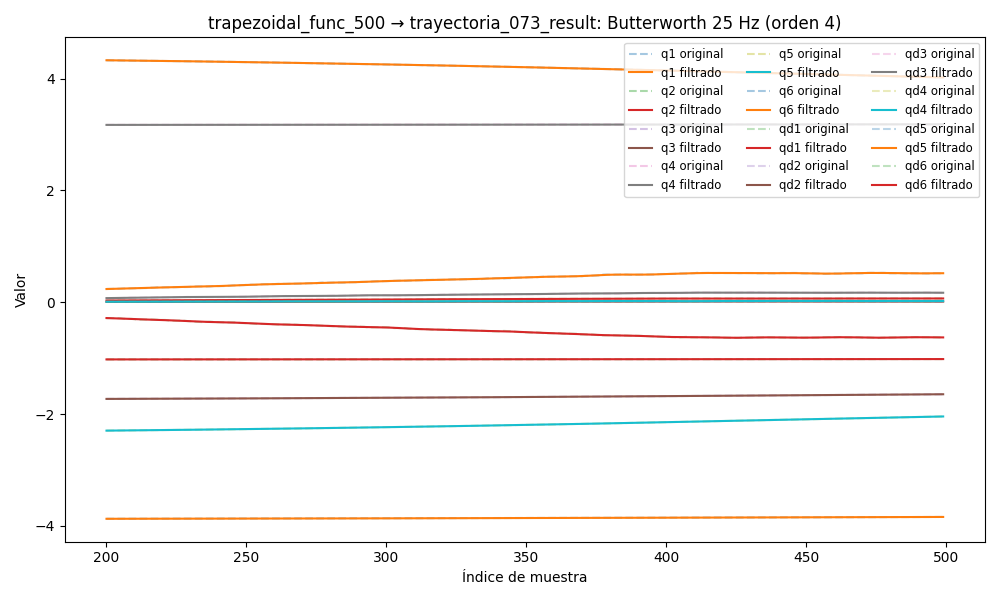 trapezoidal_func_500 → trayectoria_073_result: Butterworth 25 Hz (orden 4)
q1 original
q1 filtrado
q2 original
q2 filtrado
q3 original
q3 filtrado
q4 original
q4 filtrado
q5 original
q5 filtrado
q6 original
q6 filtrado
qd1 original
qd1 filtrado
qd2 original
qd2 filtrado
qd3 original
qd3 filtrado
qd4 original
qd4 filtrado
qd5 original
qd5 filtrado
qd6 original
qd6 filtrado
Valor
4
2
0
−2
−4
200
250
300
350
400
450
500
Índice de muestra